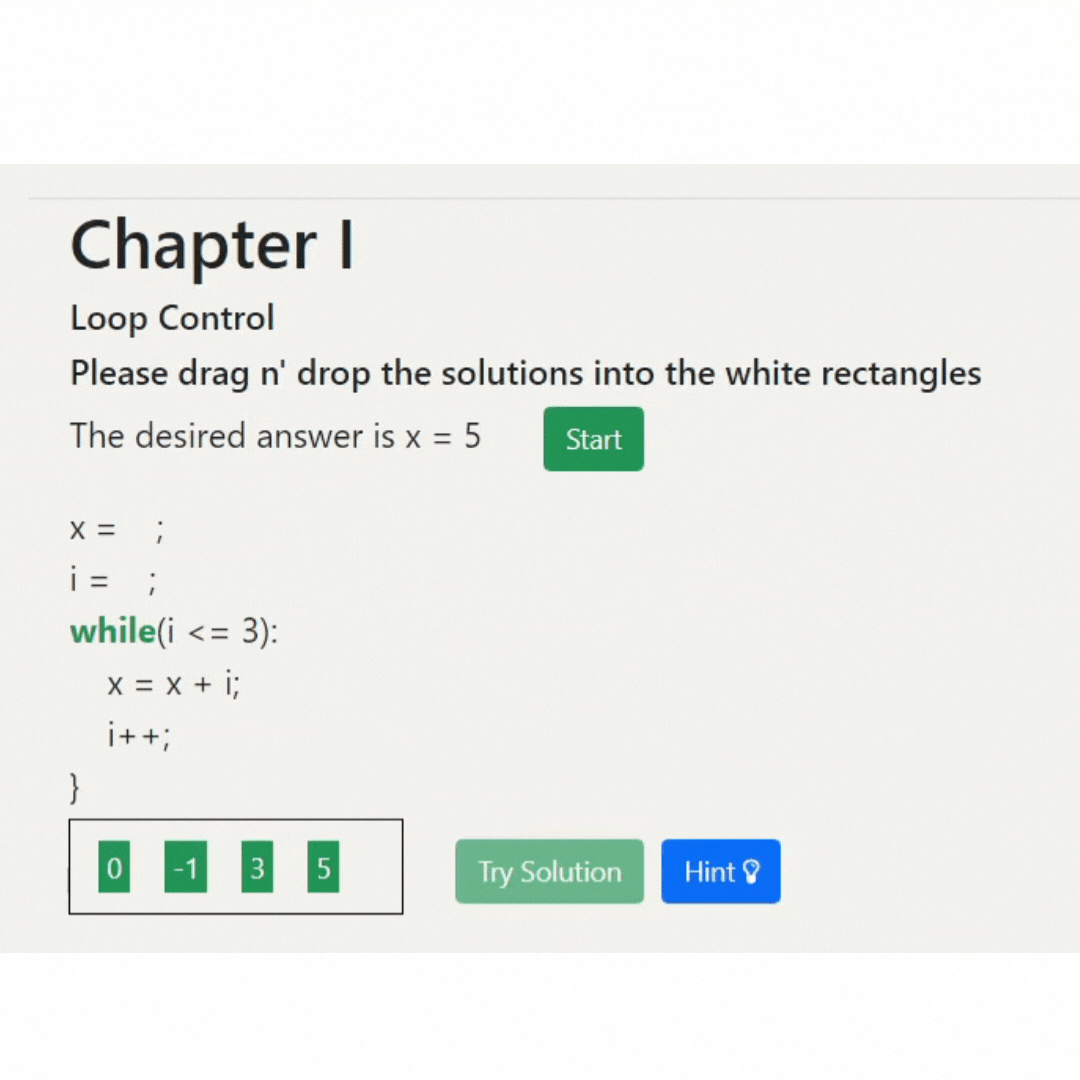 Chapter I
Loop Control
Please drag n' drop the solutions into the white rectangles
The desired answer is x = 5 Start
x = ;
i = ;
while(i <= 3):
x = x + i;
i++;
}
0 -1 3 5 Try Solution Hint